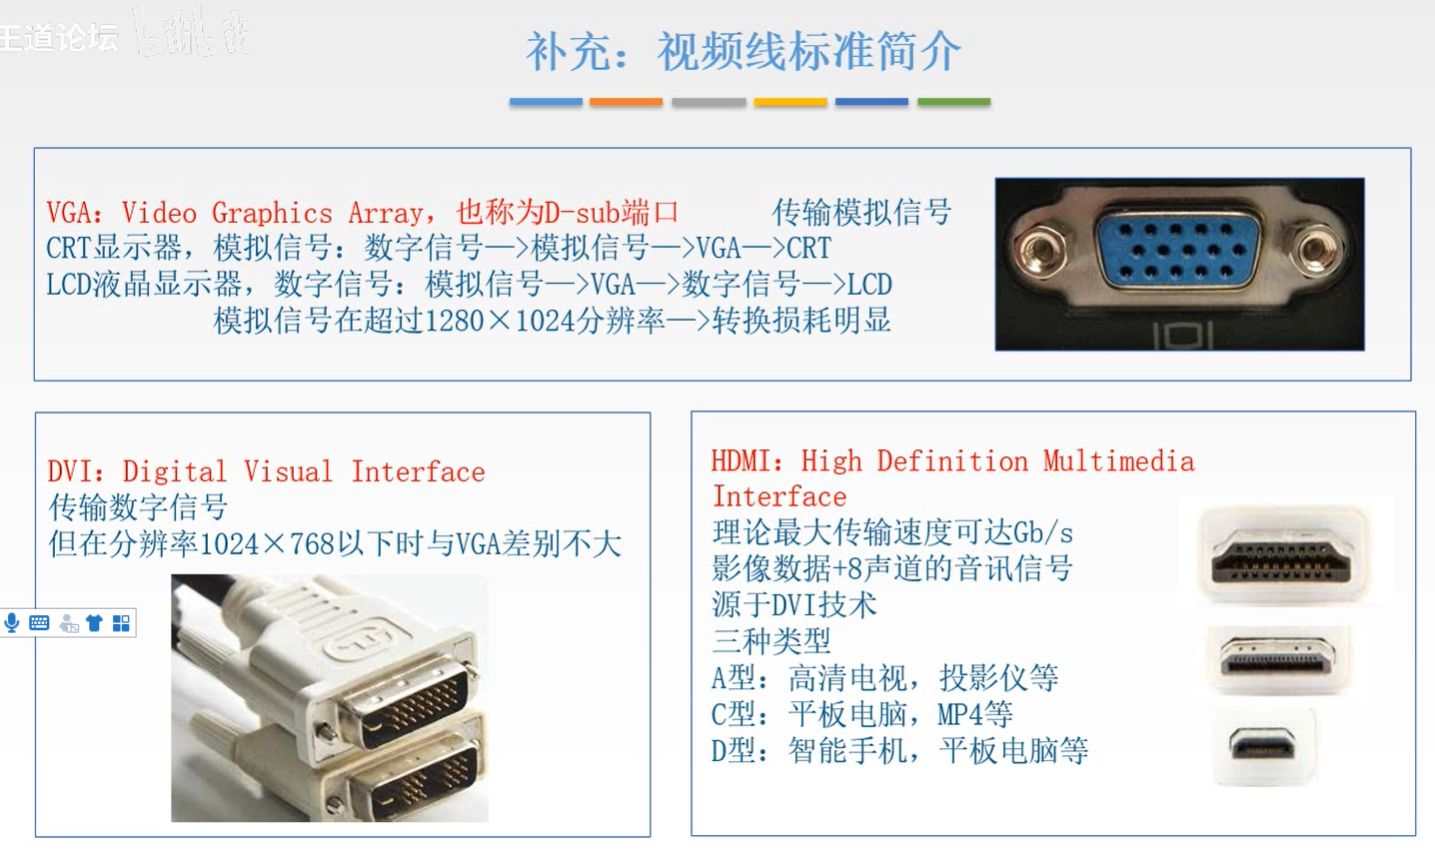 王道论坛 bilibili
补充：视频线标准简介
VGA：Video Graphics Array，也称为D-sub端口 传输模拟信号
CRT显示器，模拟信号：数字信号—>模拟信号—>VGA—>CRT
LCD液晶显示器，数字信号：模拟信号—>VGA—>数字信号—>LCD
模拟信号在超过1280×1024分辨率—>转换损耗明显
DVI：Digital Visual Interface
传输数字信号
但在分辨率1024×768以下时与VGA差别不大
HDMI：High Definition Multimedia
Interface
理论最大传输速度可达Gb/s
影像数据+8声道的音讯信号
源于DVI技术
三种类型
A型：高清电视，投影仪等
C型：平板电脑，MP4等
D型：智能手机，平板电脑等